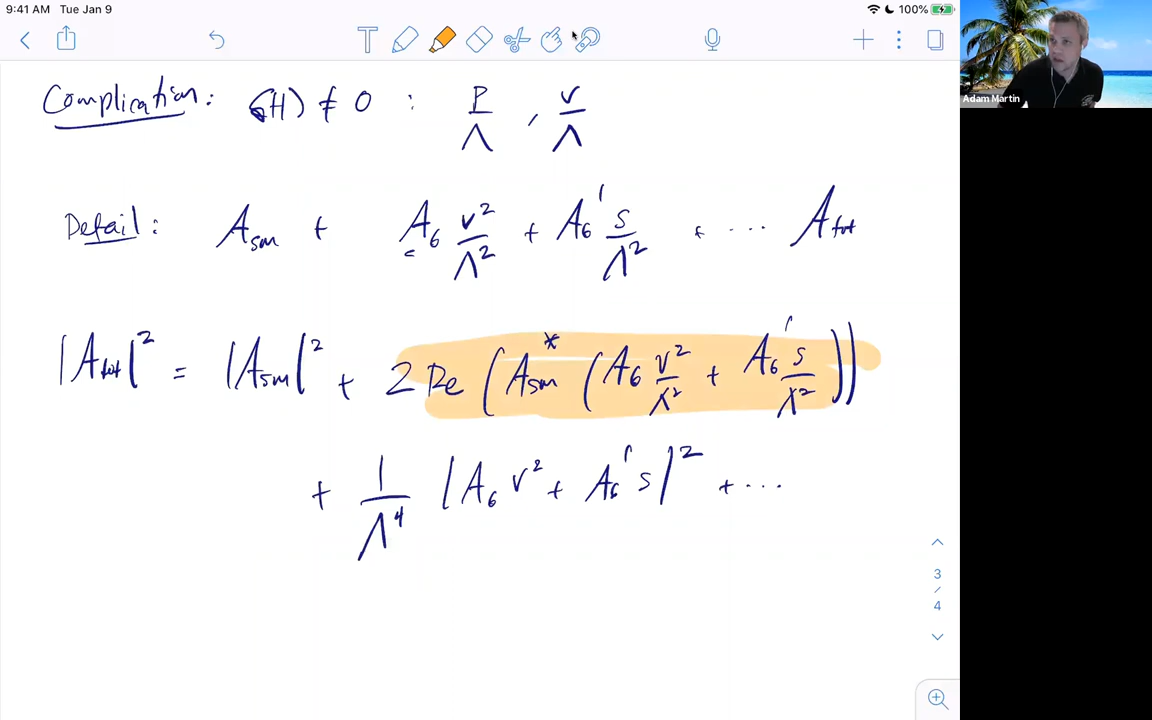 9:41 AM Tue Jan 9 100%
Adam Martin
Complication: ⟨H⟩ ≠ 0 : P/Λ , v/Λ
Detail: A_sm + A_6 v²/Λ² + A_6' s/Λ² + ... A_tot
|A_tot|² = |A_sm|² + 2 Re (A_sm* (A_6 v²/Λ² + A_6' s/Λ²))
+ 1/Λ⁴ |A_6 v² + A_6' s|² + ...
3
/
4